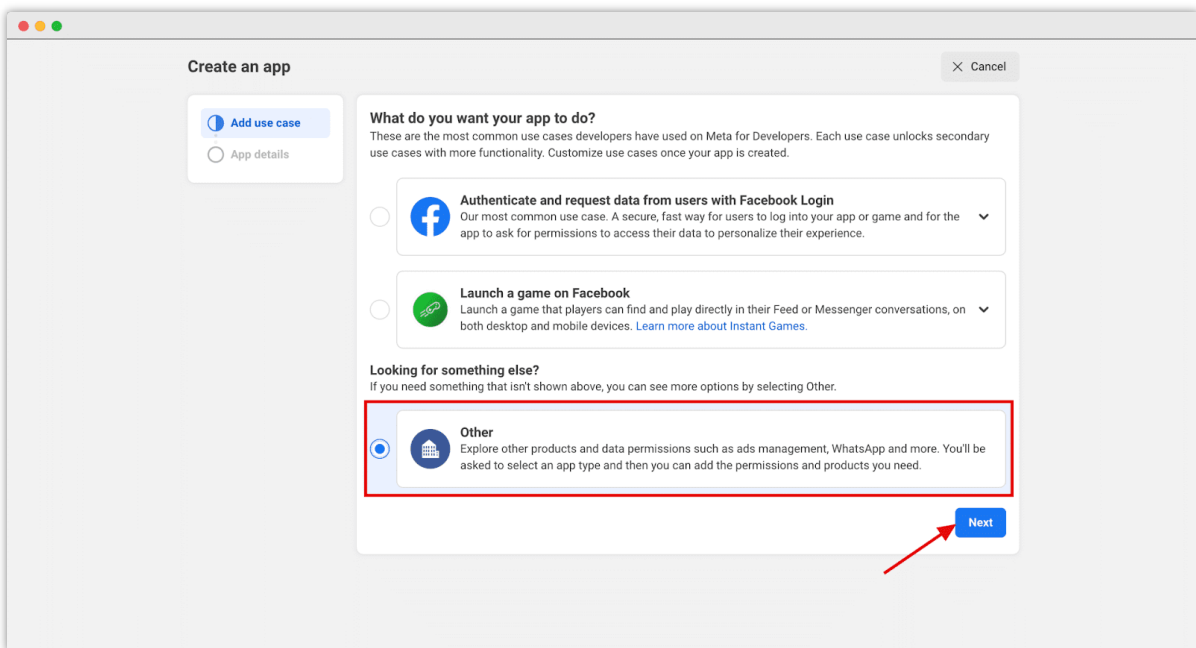 Create an app
Cancel
Add use case
App details
What do you want your app to do?
These are the most common use cases developers have used on Meta for Developers. Each use case unlocks secondary
use cases with more functionality. Customize use cases once your app is created.
Authenticate and request data from users with Facebook Login
Our most common use case. A secure, fast way for users to log into your app or game and for the
app to ask for permissions to access their data to personalize their experience.
Launch a game on Facebook
Launch a game that players can find and play directly in their Feed or Messenger conversations, on
both desktop and mobile devices. Learn more about Instant Games.
Looking for something else?
If you need something that isn't shown above, you can see more options by selecting Other.
Other
Explore other products and data permissions such as ads management, WhatsApp and more. You'll be
asked to select an app type and then you can add the permissions and products you need.
Next